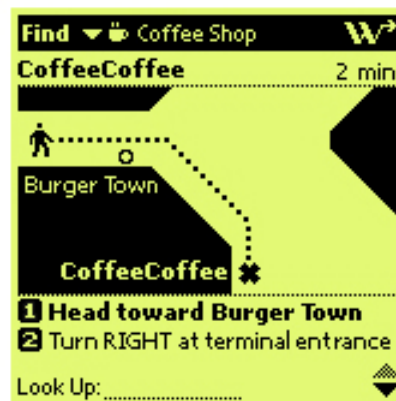 Find Coffee Shop W
CoffeeCoffee 2 min
Burger Town
CoffeeCoffee
1 Head toward Burger Town
2 Turn RIGHT at terminal entrance
Look Up: